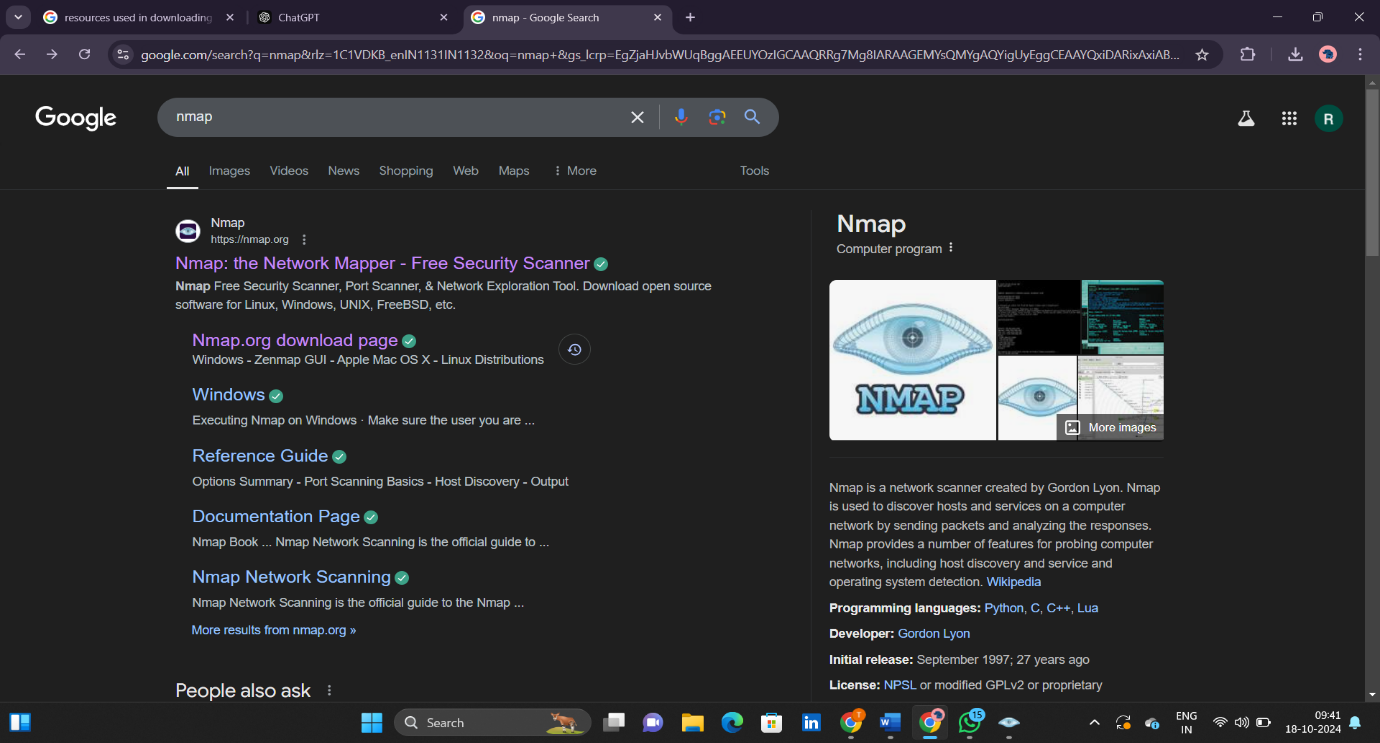 resources used in downloading
ChatGPT
nmap - Google Search
google.com/search?q=nmap&rlz=1C1VDKB_enIN1131IN1132&oq=nmap+&gs_lcrp=EgZjaHJvbWUqBggAEEUYOzIGCAAQRRg7Mg8IARAAGEMYsQMYgAQYigUyEggCEAAYQxiDARixAxiAB...
Google
nmap
R
All
Images
Videos
News
Shopping
Web
Maps
More
Tools
Nmap
https://nmap.org
Nmap: the Network Mapper - Free Security Scanner
Nmap Free Security Scanner, Port Scanner, & Network Exploration Tool. Download open source
software for Linux, Windows, UNIX, FreeBSD, etc.
Nmap.org download page
Windows - Zenmap GUI - Apple Mac OS X - Linux Distributions
Windows
Executing Nmap on Windows · Make sure the user you are ...
Reference Guide
Options Summary - Port Scanning Basics - Host Discovery - Output
Documentation Page
Nmap Book ... Nmap Network Scanning is the official guide to ...
Nmap Network Scanning
Nmap Network Scanning is the official guide to the Nmap ...
More results from nmap.org »
People also ask
Nmap
Computer program
NMAP
More images
Nmap is a network scanner created by Gordon Lyon. Nmap
is used to discover hosts and services on a computer
network by sending packets and analyzing the responses.
Nmap provides a number of features for probing computer
networks, including host discovery and service and
operating system detection. Wikipedia
Programming languages: Python, C, C++, Lua
Developer: Gordon Lyon
Initial release: September 1997; 27 years ago
License: NPSL or modified GPLv2 or proprietary
Search
T
W
15
ENG
IN
09:41
18-10-2024